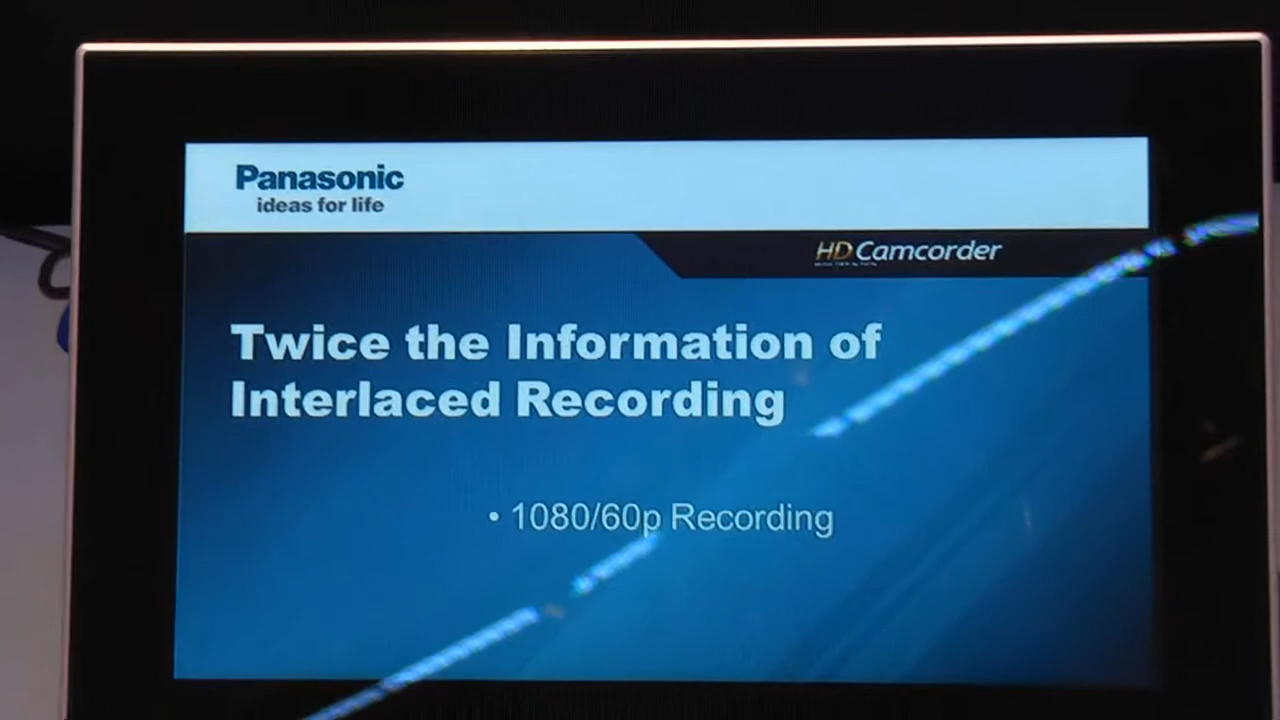 Panasonic
ideas for life
HD Camcorder
Twice the Information of
Interlaced Recording
• 1080/60p Recording